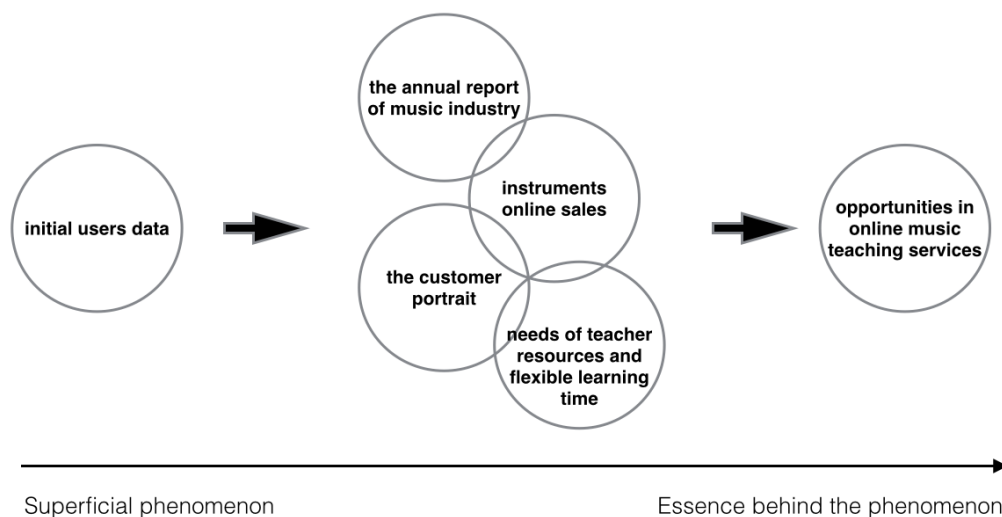 initial users data
the annual report
of music industry
instruments
online sales
the customer
portrait
needs of teacher
resources and
flexible learning
time
opportunities in
online music
teaching services
Superficial phenomenon
Essence behind the phenomenon